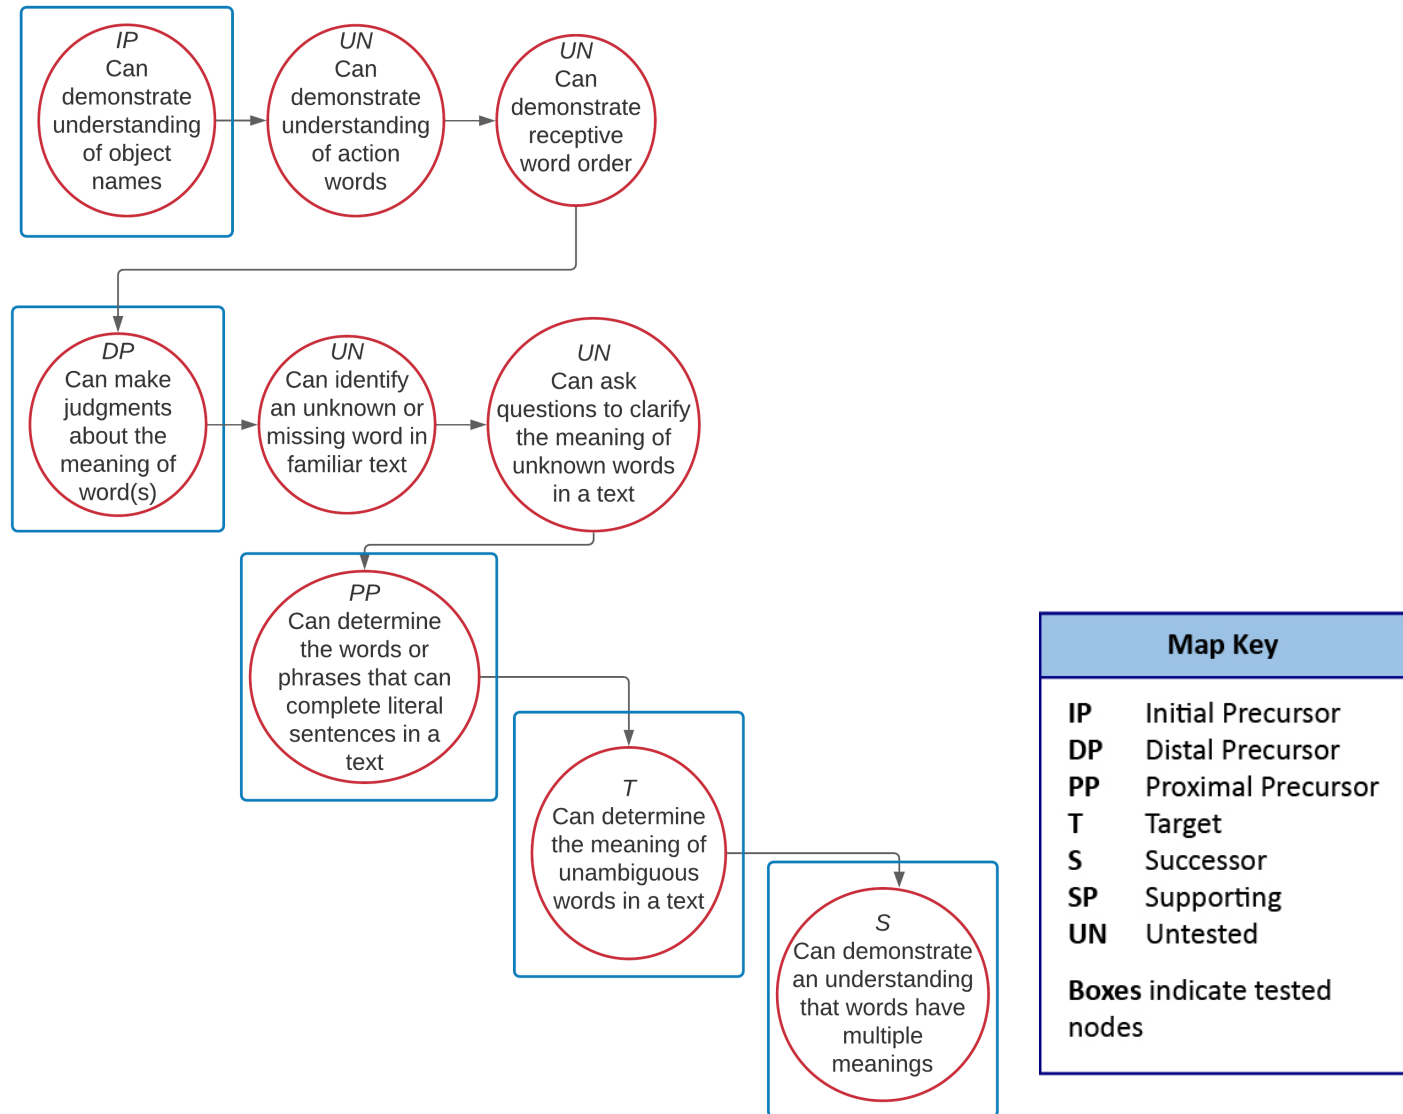 IP
Can
demonstrate
understanding
of object
names
UN
Can
demonstrate
understanding
of action
words
UN
Can
demonstrate
receptive
word order
DP
Can make
judgments
about the
meaning of
word(s)
UN
Can identify
an unknown or
missing word in
familiar text
UN
Can ask
questions to clarify
the meaning of
unknown words
in a text
PP
Can determine
the words or
phrases that can
complete literal
sentences in a
text
T
Can determine
the meaning of
unambiguous
words in a text
S
Can demonstrate
an understanding
that words have
multiple
meanings
Map Key
IP Initial Precursor
DP Distal Precursor
PP Proximal Precursor
T Target
S Successor
SP Supporting
UN Untested
Boxes indicate tested
nodes